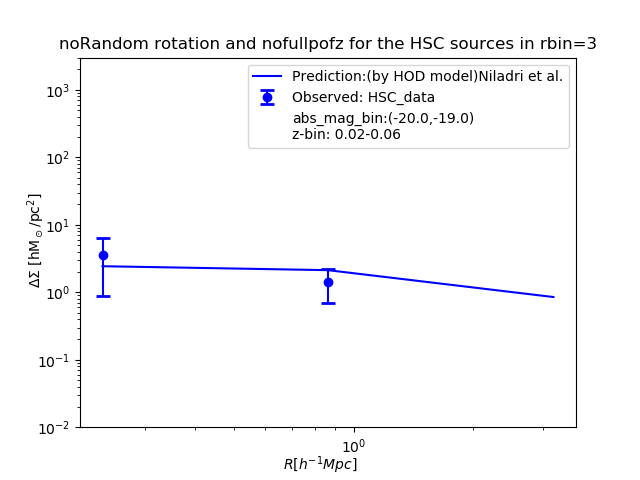 noRandom rotation and nofullpofz for the HSC sources in rbin=3
Prediction:(by HOD model)Niladri et al.
Observed: HSC_data
abs_mag_bin:(-20.0,-19.0)
z-bin: 0.02-0.06
ΔΣ [hM⊙/pc²]
10³
10²
10¹
10⁰
10⁻¹
10⁻²
10⁰
R[h⁻¹Mpc]